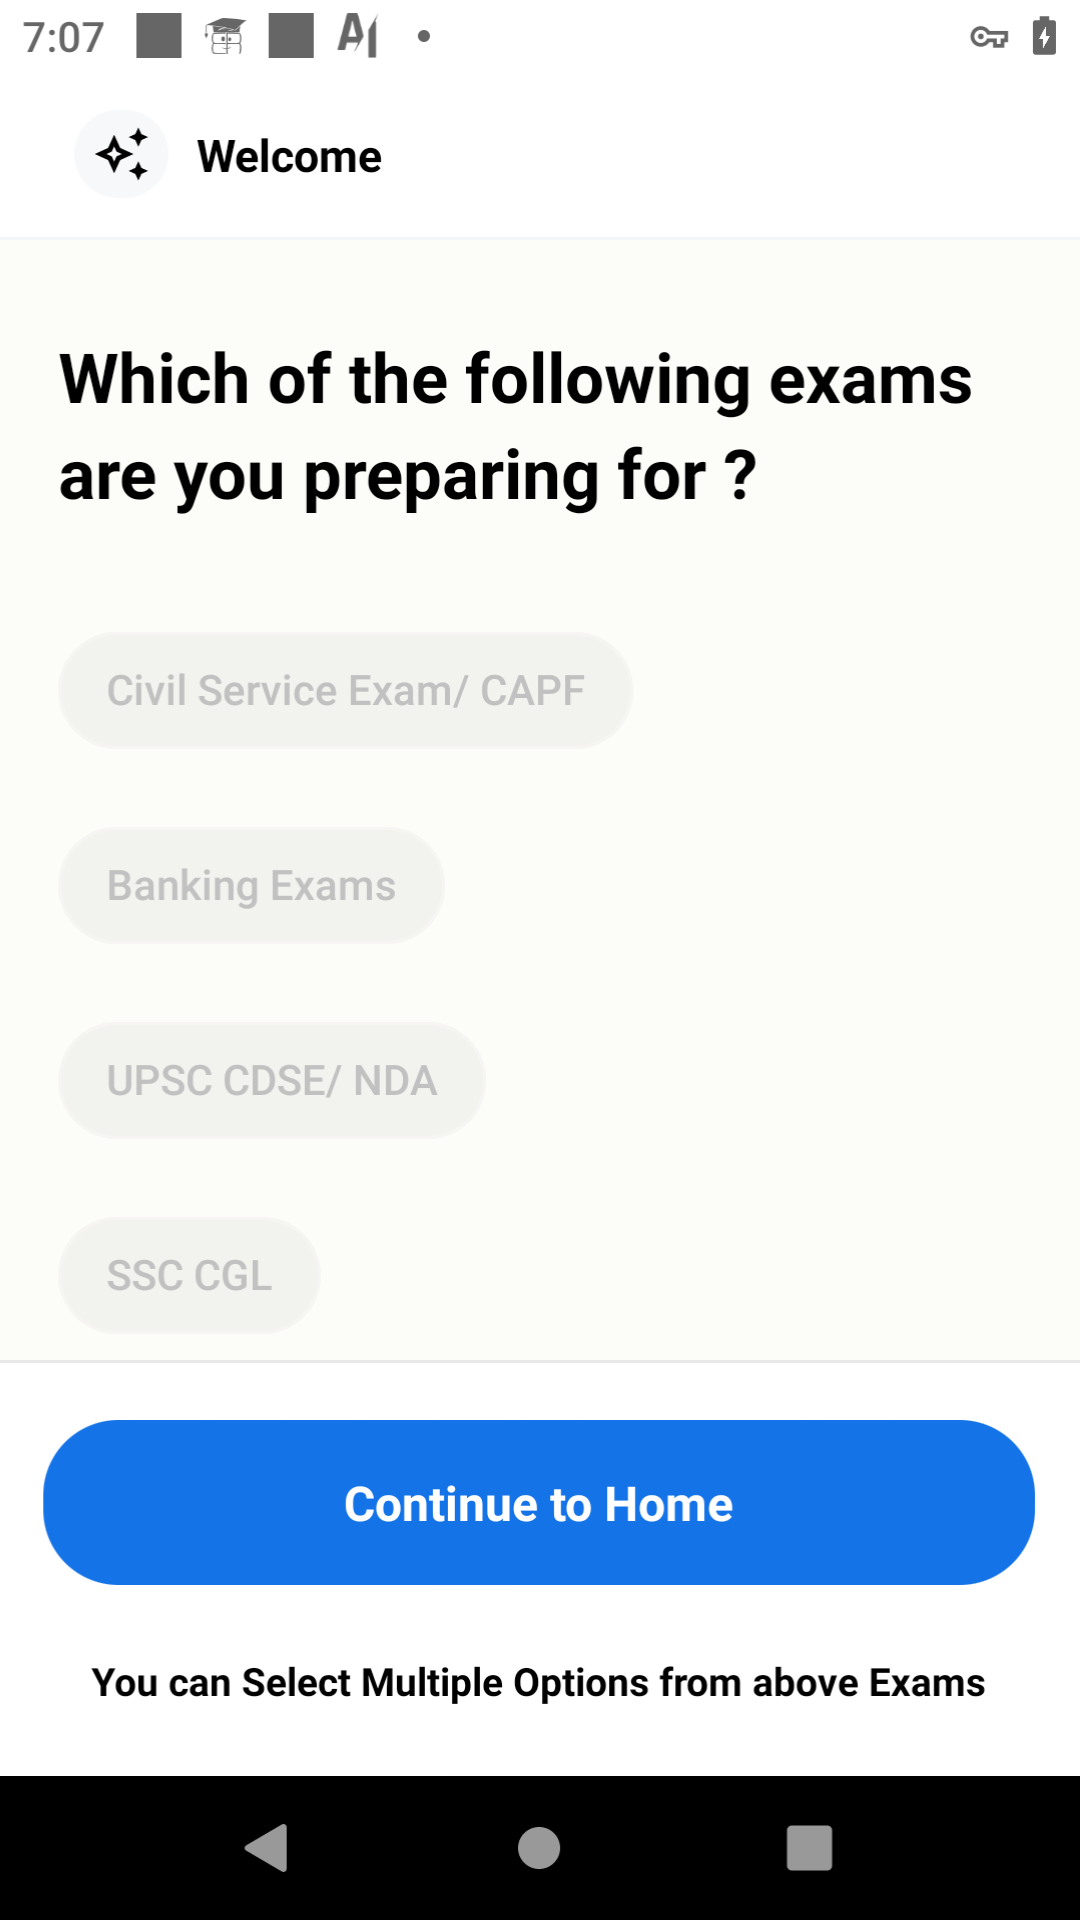 7:07
Welcome
Which of the following exams
are you preparing for ?
Civil Service Exam/ CAPF
Banking Exams
UPSC CDSE/ NDA
SSC CGL
Continue to Home
You can Select Multiple Options from above Exams